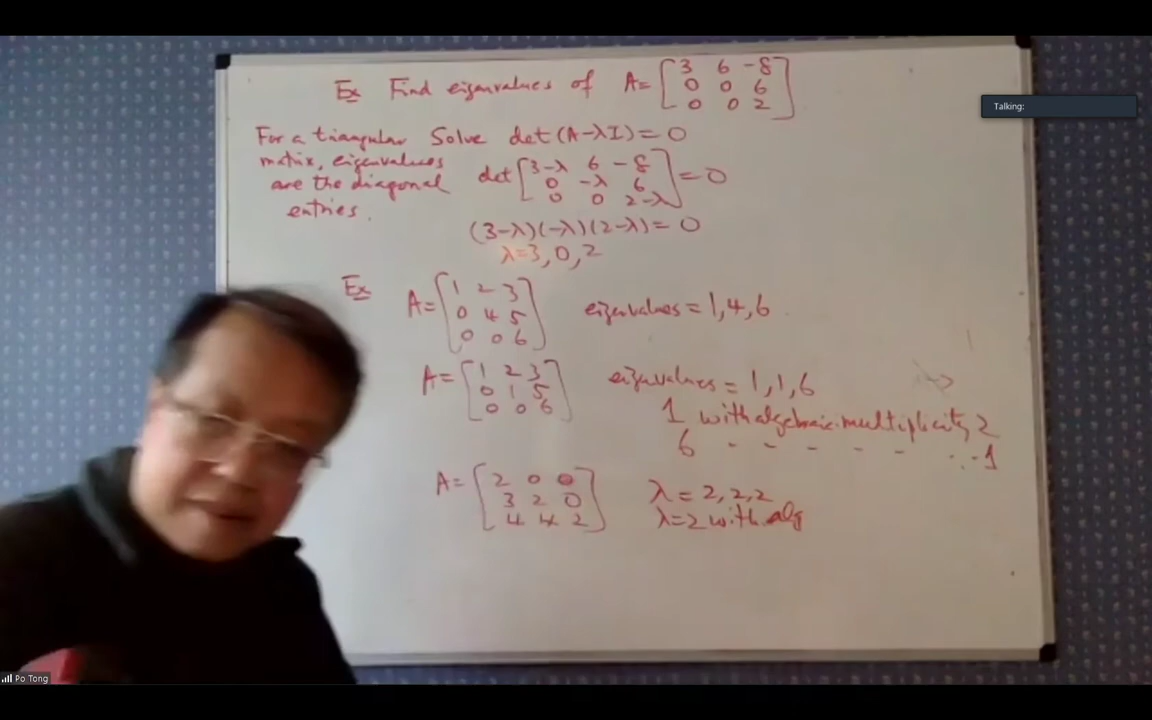 Ex Find eigenvalues of A = [3 6 -8
0 0 6
0 0 2]
Talking:
For a triangular matrix, eigenvalues are the diagonal entries.
Solve det(A-λI)=0
det [3-λ 6 -8
0 -λ 6
0 0 2-λ] = 0
(3-λ)(-λ)(2-λ)=0
λ=3,0,2
Ex A = [1 2 3
0 4 5
0 0 6] eigenvalues = 1,4,6
A = [1 2 3
0 1 5
0 0 6] eigenvalues = 1,1,6
1 with algebraic multiplicity 2
6 - - - - - - - 1
A = [2 0 0
3 2 0
4 4 2] λ = 2,2,2
λ=2 with alg
Po Tong